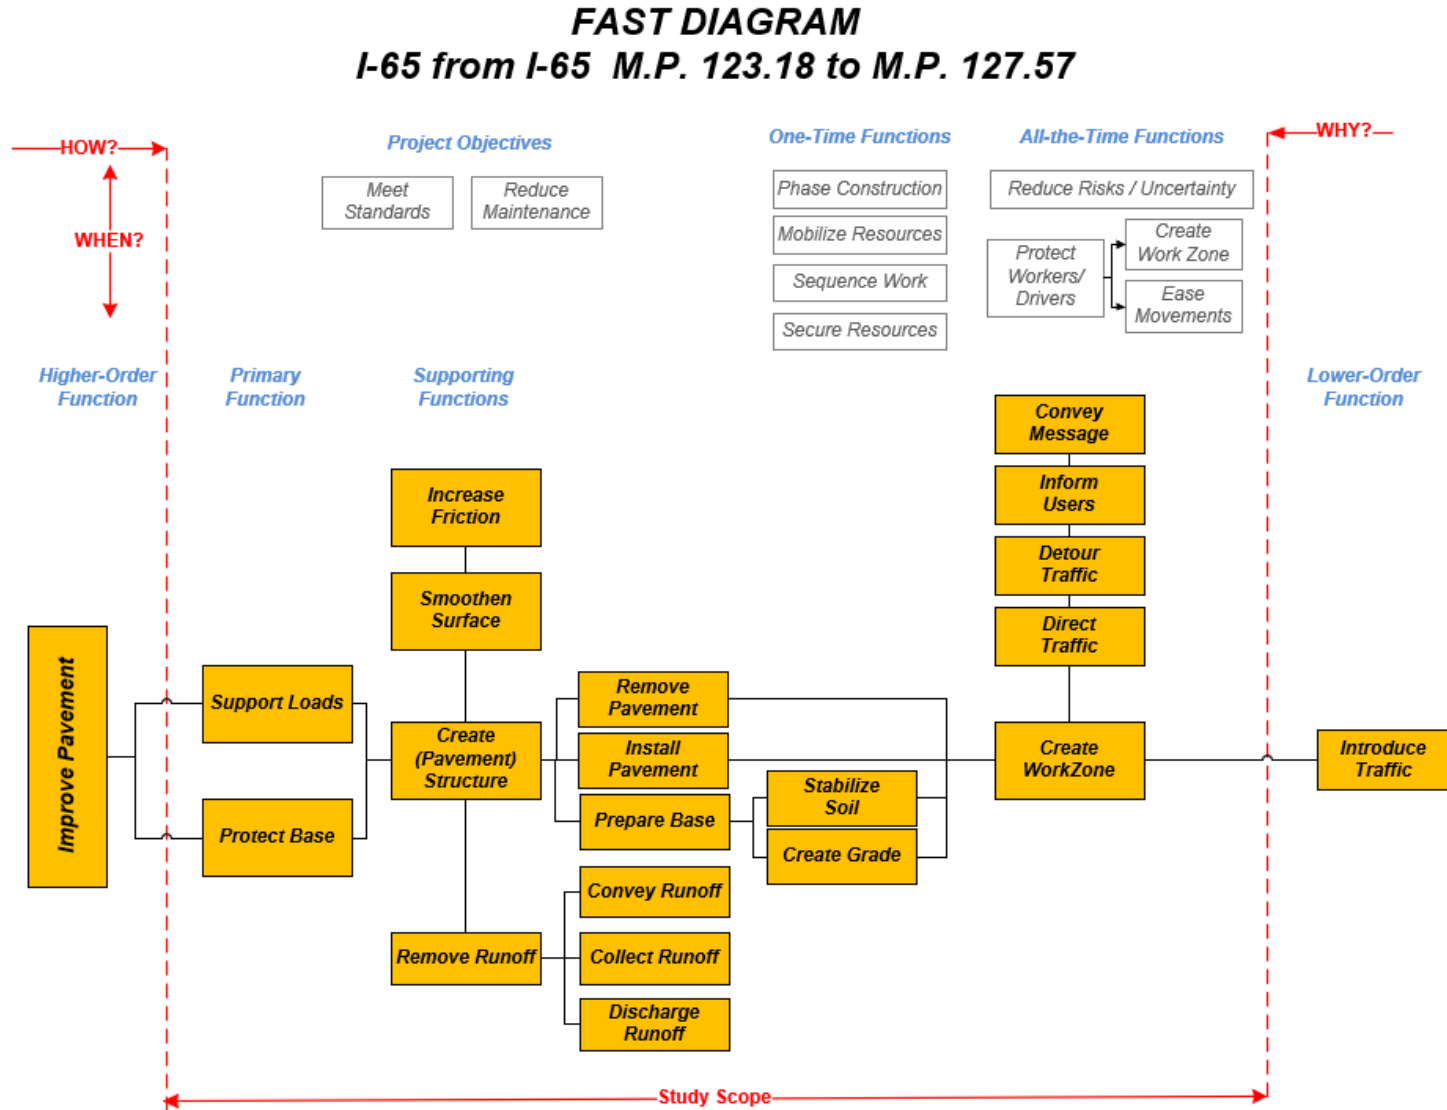 FAST DIAGRAM
I-65 from I-65 M.P. 123.18 to M.P. 127.57
HOW?
WHEN?
Project Objectives
Meet
Standards
Reduce
Maintenance
One-Time Functions
Phase Construction
Mobilize Resources
Sequence Work
Secure Resources
All-the-Time Functions
Reduce Risks / Uncertainty
Protect
Workers/
Drivers
Create
Work Zone
Ease
Movements
WHY?
Higher-Order
Function
Primary
Function
Supporting
Functions
Lower-Order
Function
Improve Pavement
Support Loads
Protect Base
Increase
Friction
Smoothen
Surface
Create
(Pavement)
Structure
Remove Runoff
Remove
Pavement
Install
Pavement
Prepare Base
Convey Runoff
Collect Runoff
Discharge
Runoff
Stabilize
Soil
Create Grade
Convey
Message
Inform
Users
Detour
Traffic
Direct
Traffic
Create
WorkZone
Introduce
Traffic
Study Scope